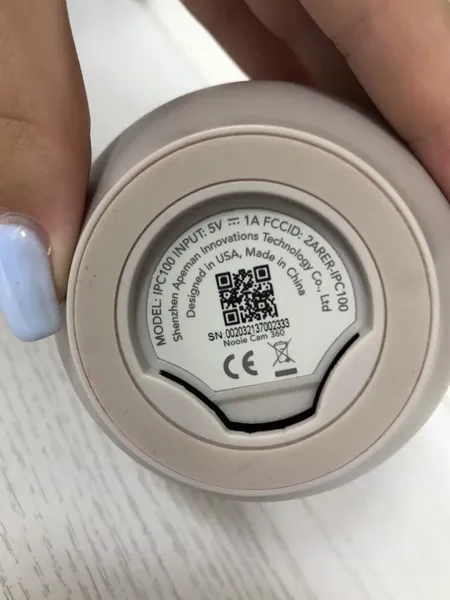 MODEL: IPC100 INPUT: 5V ⎓ 1A FCCID: 2ARER-IPC100
Shenzhen Apeman Innovations Technology Co., Ltd
Designed in USA, Made in China
SN:002032137002333
Nooie Cam 360
CE